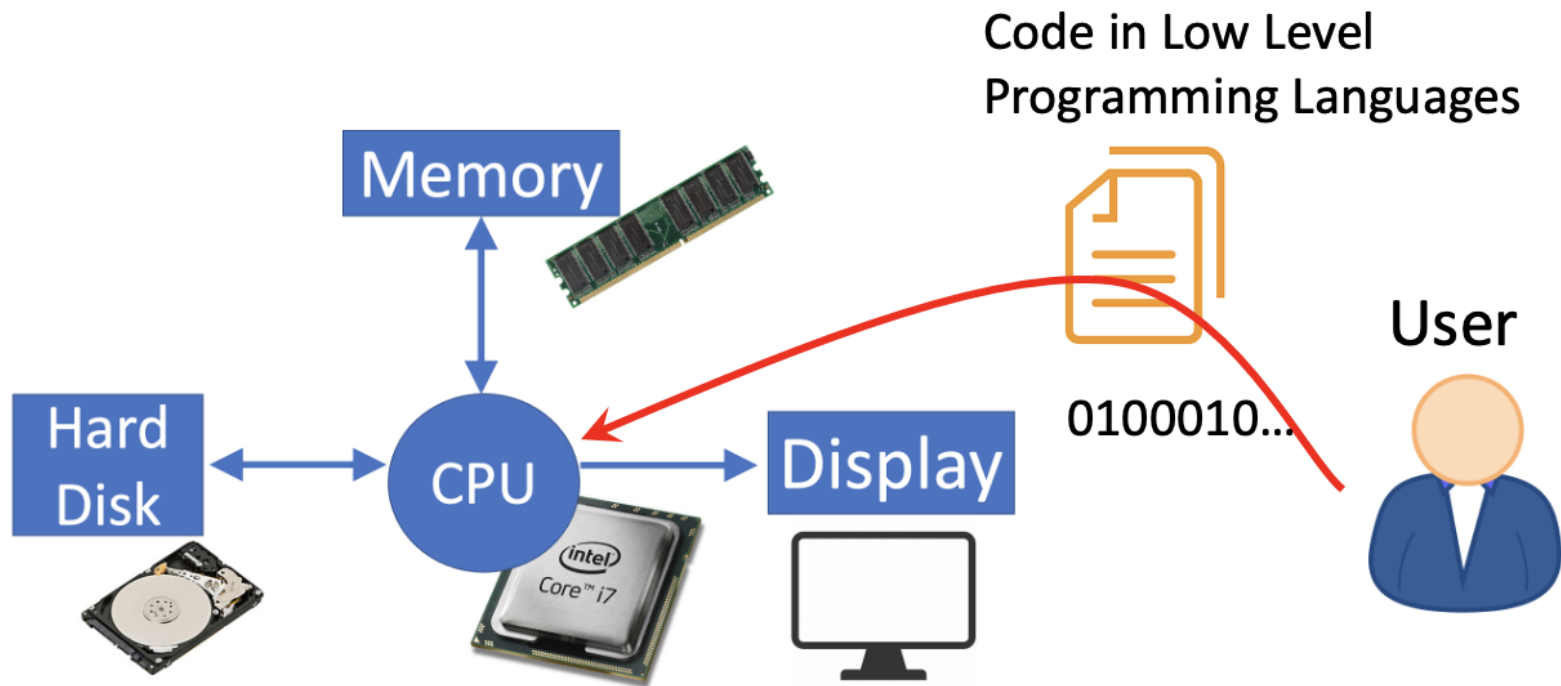 Code in Low Level
Programming Languages
Memory
User
Hard
Disk
CPU
Display
0100010...
intel
Core™ i7